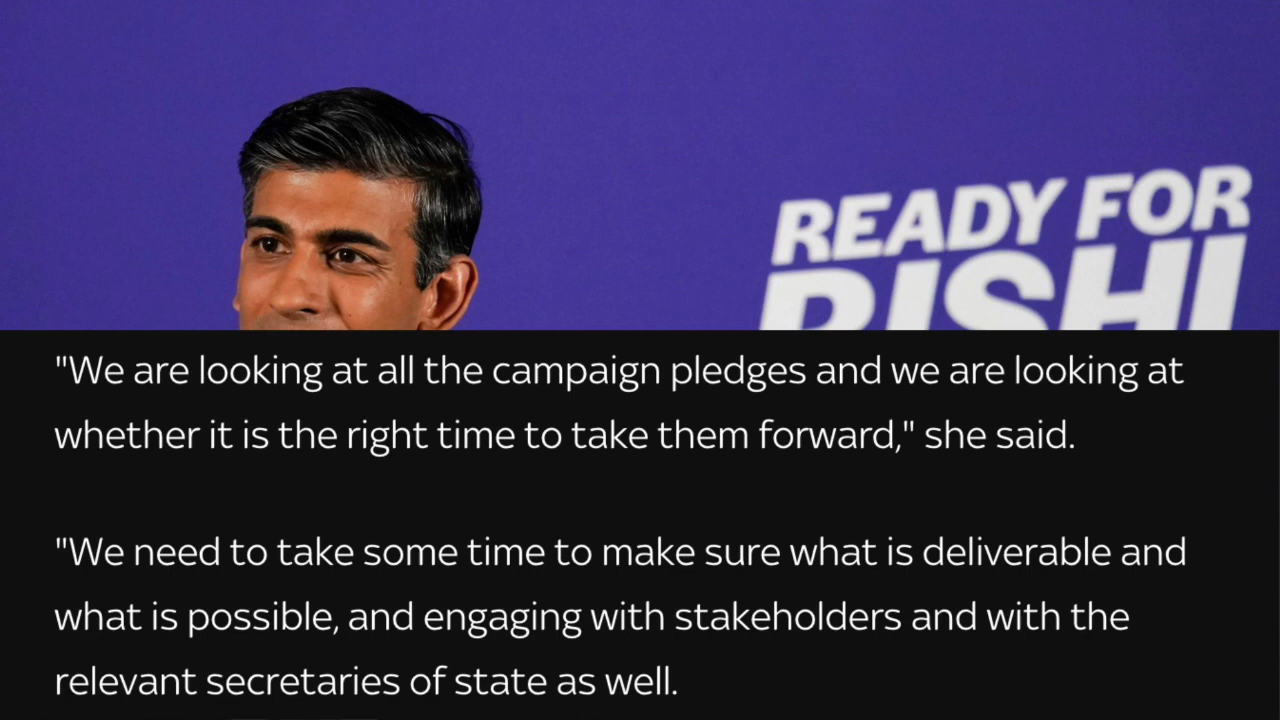 READY FOR
RISHI
"We are looking at all the campaign pledges and we are looking at
whether it is the right time to take them forward," she said.
"We need to take some time to make sure what is deliverable and
what is possible, and engaging with stakeholders and with the
relevant secretaries of state as well.